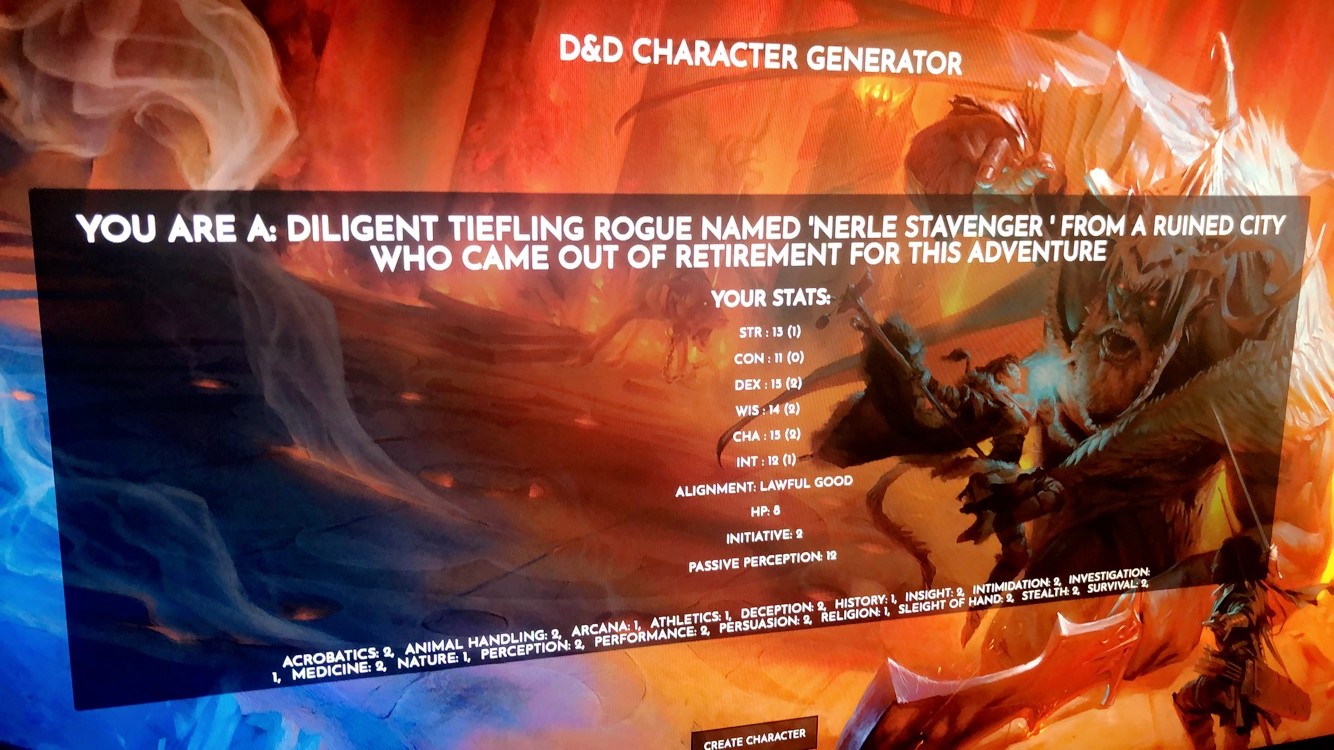 D&D CHARACTER GENERATOR
YOU ARE A: DILIGENT TIEFLING ROGUE NAMED 'NERLE STAVENGER ' FROM A RUINED CITY
WHO CAME OUT OF RETIREMENT FOR THIS ADVENTURE
YOUR STATS:
STR : 13 (1)
CON : 11 (0)
DEX : 15 (2)
WIS : 14 (2)
CHA : 15 (2)
INT : 12 (1)
ALIGNMENT: LAWFUL GOOD
HP: 8
INITIATIVE: 2
PASSIVE PERCEPTION: 12
ACROBATICS: 2, ANIMAL HANDLING: 2, ARCANA: 1, ATHLETICS: 1, DECEPTION: 2, HISTORY: 1, INSIGHT: 2, INTIMIDATION: 2, INVESTIGATION:
1, MEDICINE: 2, NATURE: 1, PERCEPTION: 2, PERFORMANCE: 2, PERSUASION: 2, RELIGION: 1, SLEIGHT OF HAND: 2, STEALTH: 2, SURVIVAL: 2,
CREATE CHARACTER